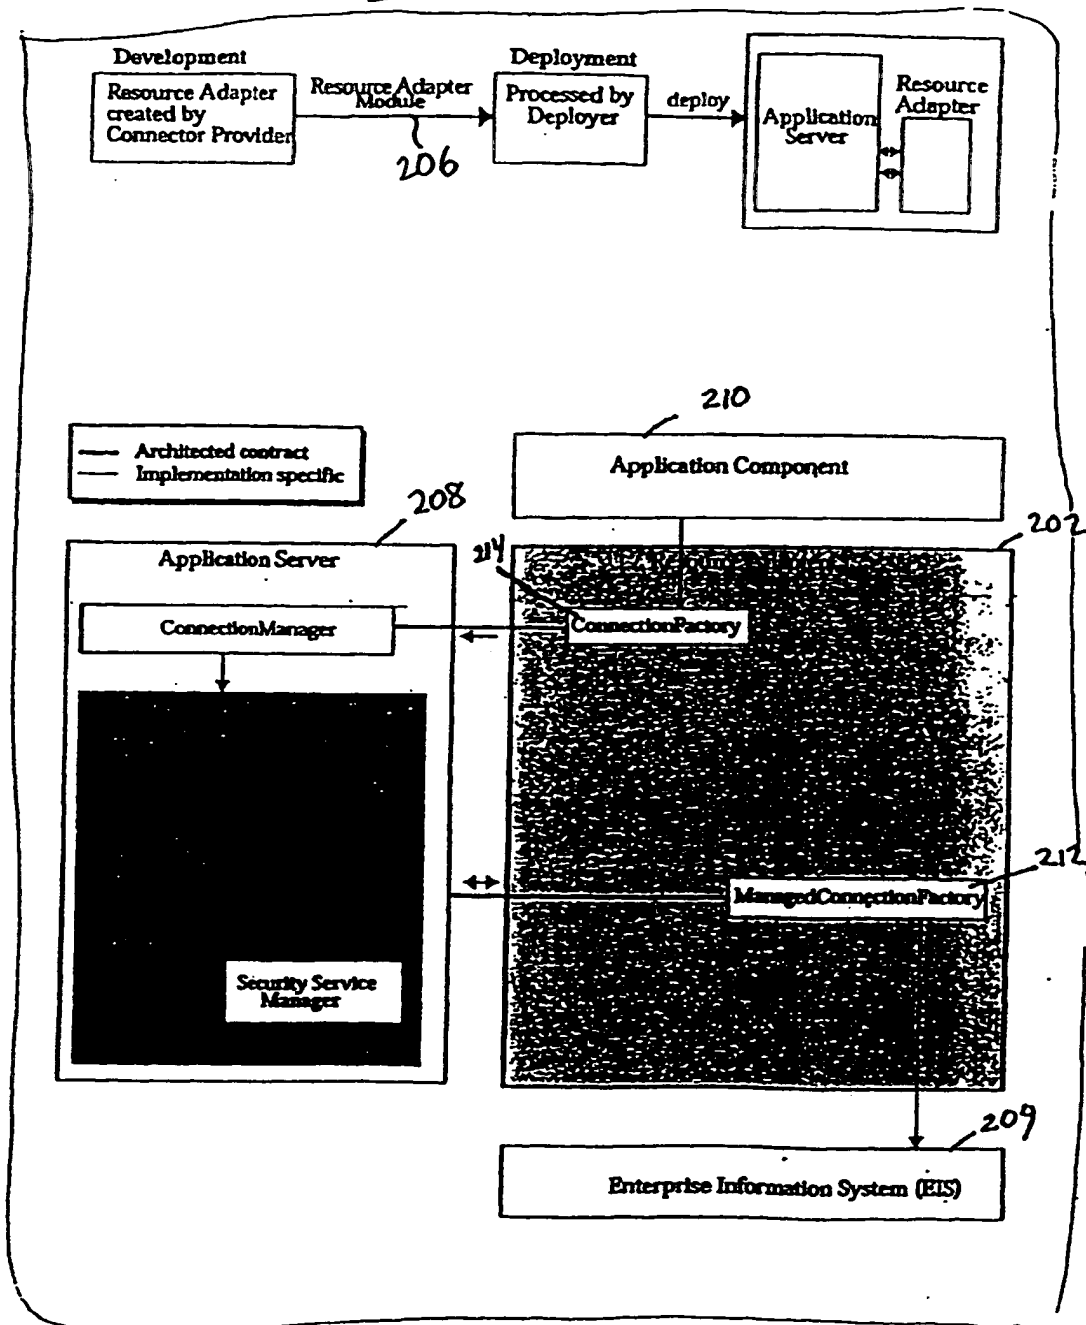 Development
Resource Adapter
created by
Connector Provider
Resource Adapter
Module
206
Deployment
Processed by
Deployer
deploy
Application
Server
Resource
Adapter
210
Architected contract
Implementation specific
Application Component
208
202
Application Server
214
ConnectionManager
ConnectionFactory
212
ManagedConnectionFactory
Security Service
Manager
209
Enterprise Information System (EIS)